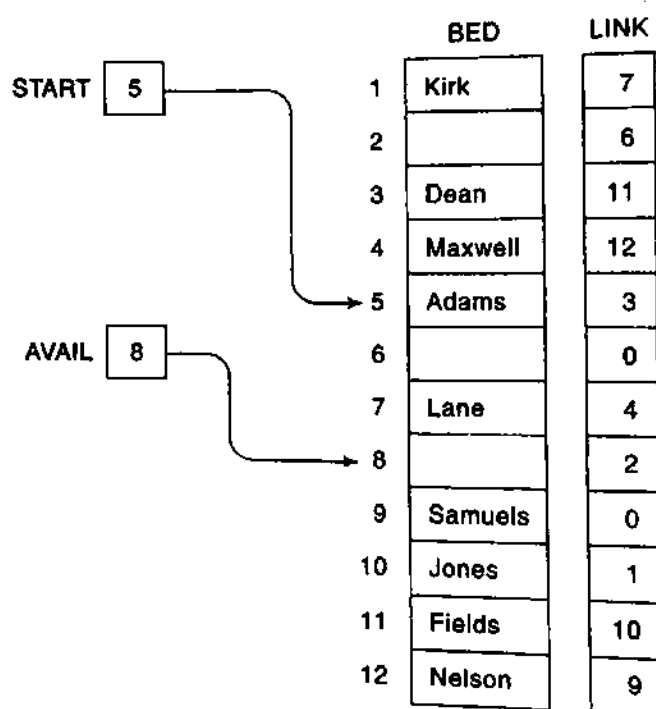 BED LINK
START 5 1 Kirk 7
2 6
3 Dean 11
4 Maxwell 12
5 Adams 3
AVAIL 8 6 0
7 Lane 4
8 2
9 Samuels 0
10 Jones 1
11 Fields 10
12 Nelson 9